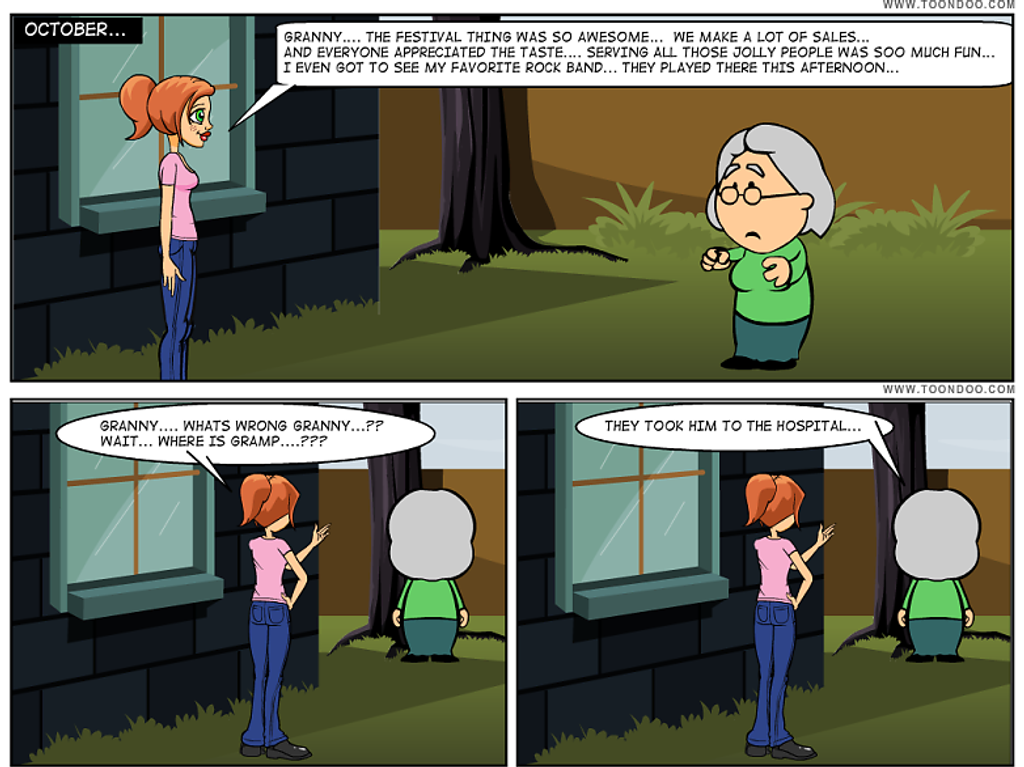 WWW.TOONDOO.COM
OCTOBER...
GRANNY.... THE FESTIVAL THING WAS SO AWESOME... WE MAKE A LOT OF SALES...
AND EVERYONE APPRECIATED THE TASTE.... SERVING ALL THOSE JOLLY PEOPLE WAS SOO MUCH FUN...
I EVEN GOT TO SEE MY FAVORITE ROCK BAND... THEY PLAYED THERE THIS AFTERNOON...
WWW.TOONDOO.COM
GRANNY.... WHATS WRONG GRANNY...??
WAIT... WHERE IS GRAMP....???
THEY TOOK HIM TO THE HOSPITAL...